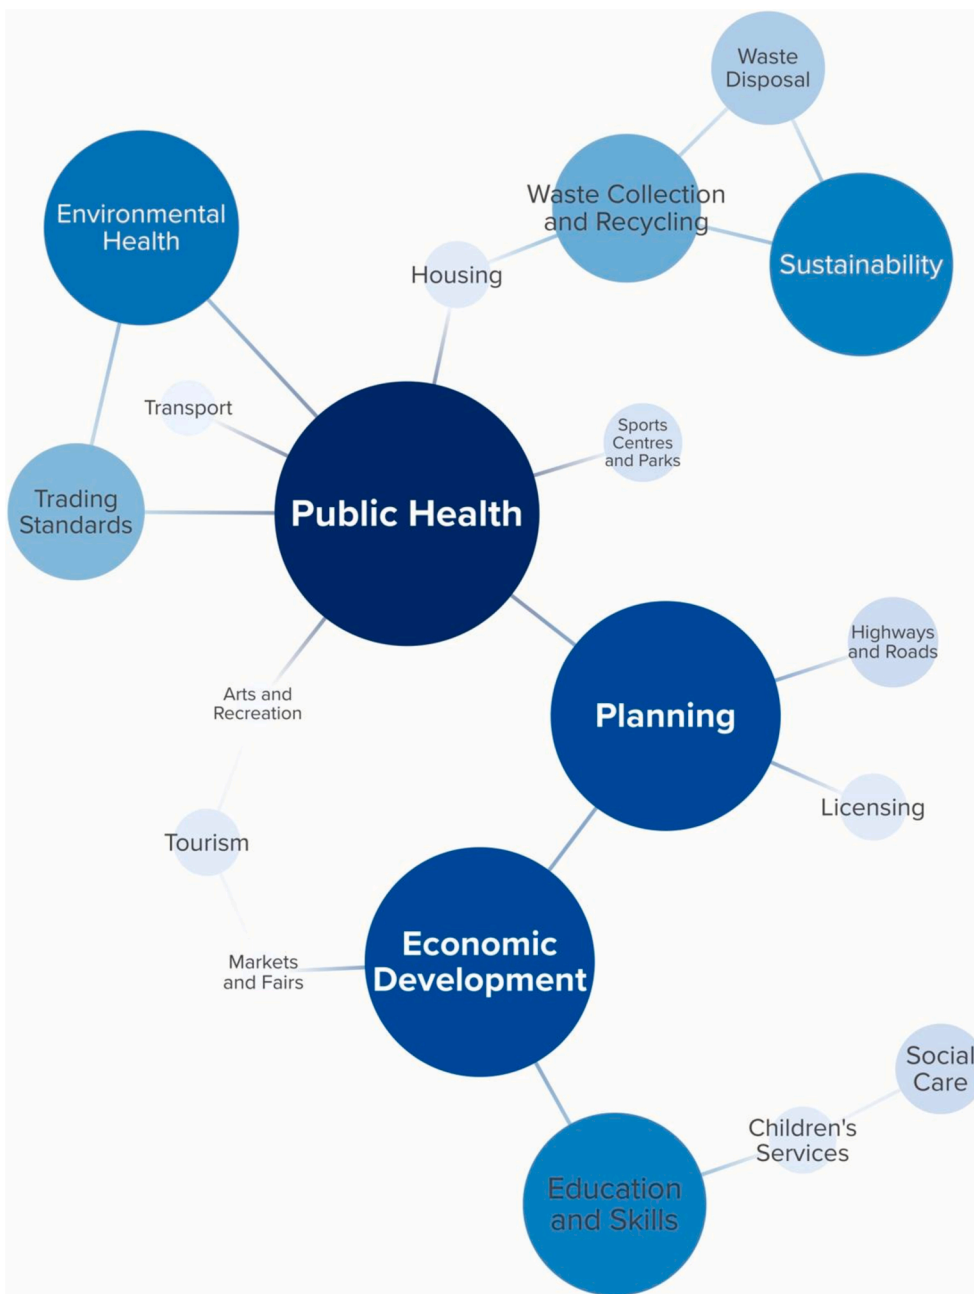 Waste
Disposal
Waste Collection
and Recycling
Environmental
Health
Sustainability
Housing
Transport
Sports
Centres
and Parks
Trading
Standards
Public Health
Highways
and Roads
Arts and
Recreation
Planning
Licensing
Tourism
Economic
Development
Markets
and Fairs
Social
Care
Children's
Services
Education
and Skills